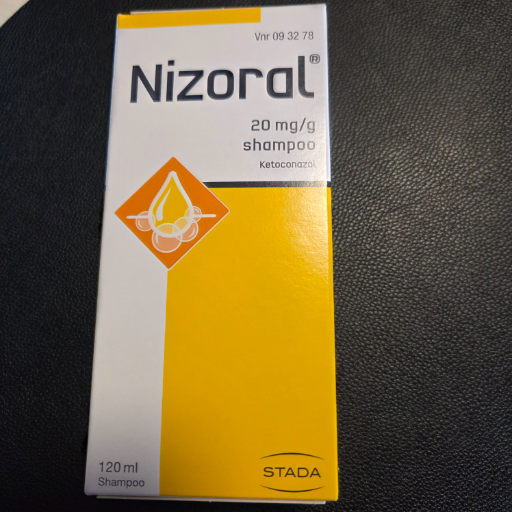 Vnr 09 32 78
Nizoral®
20 mg/g
shampoo
Ketoconazol
120 ml
Shampoo
STADA